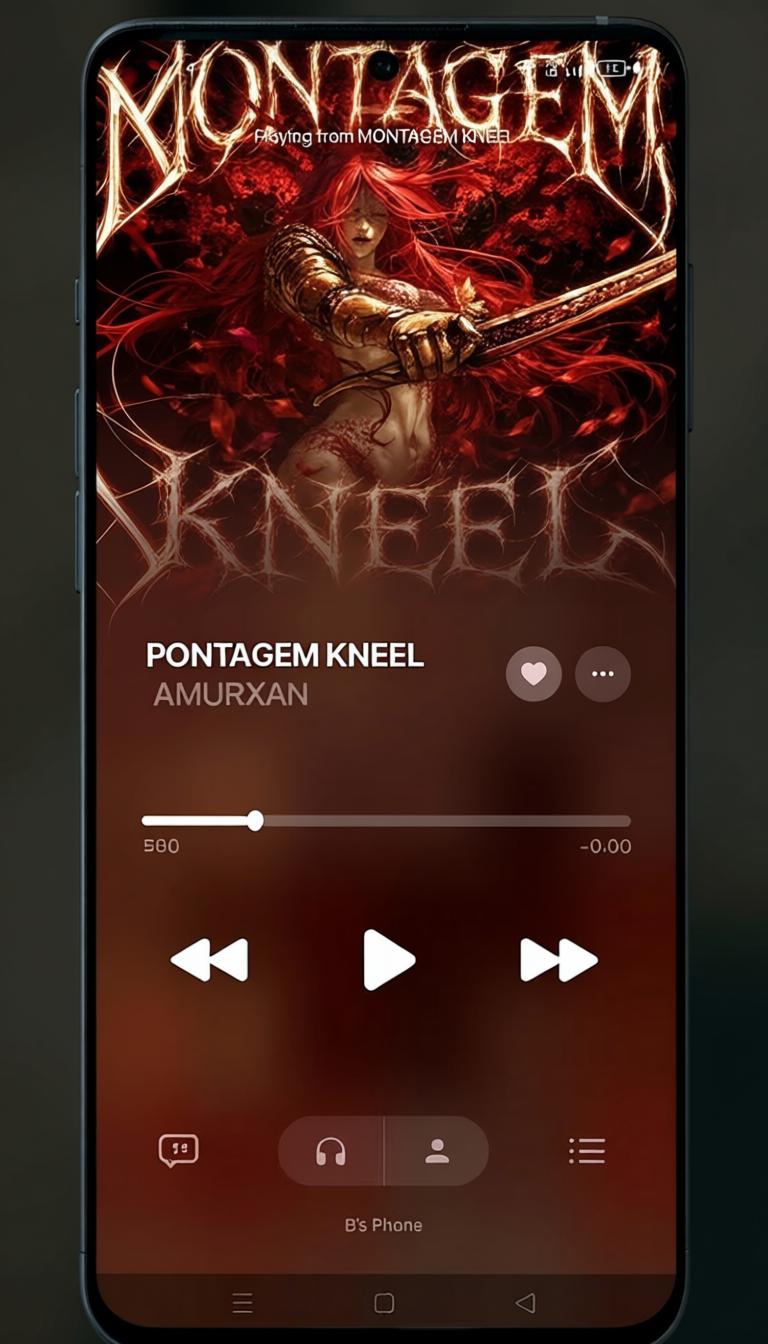 MONTAGEM
Playing from MONTAGEM KNEEL
KNEEL
PONTAGEM KNEEL
AMURXAN
580 -0.00
B's Phone